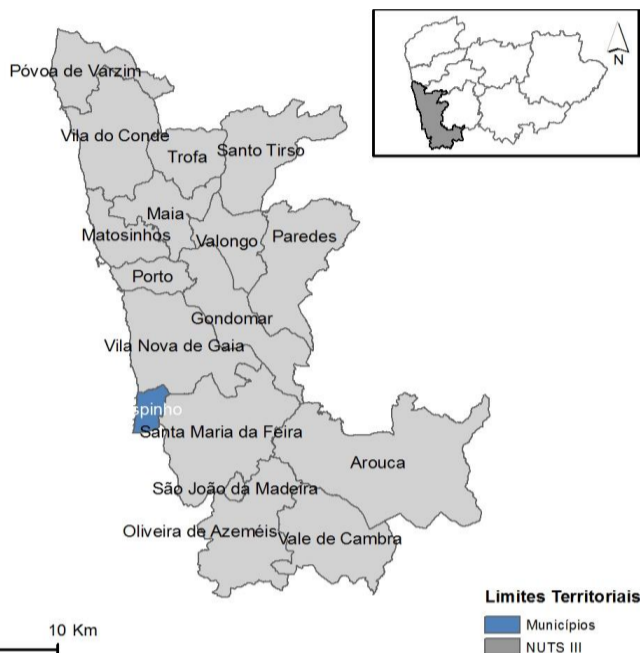 Póvoa de Varzim
N
Vila do Conde
Trofa
Santo Tirso
Maia
Matosinhos
Valongo
Paredes
Porto
Gondomar
Vila Nova de Gaia
spinho
Santa Maria da Feira
Arouca
São João da Madeira
Oliveira de Azeméis
Vale de Cambra
Limites Territoriais
10 Km
Municípios
NUTS III